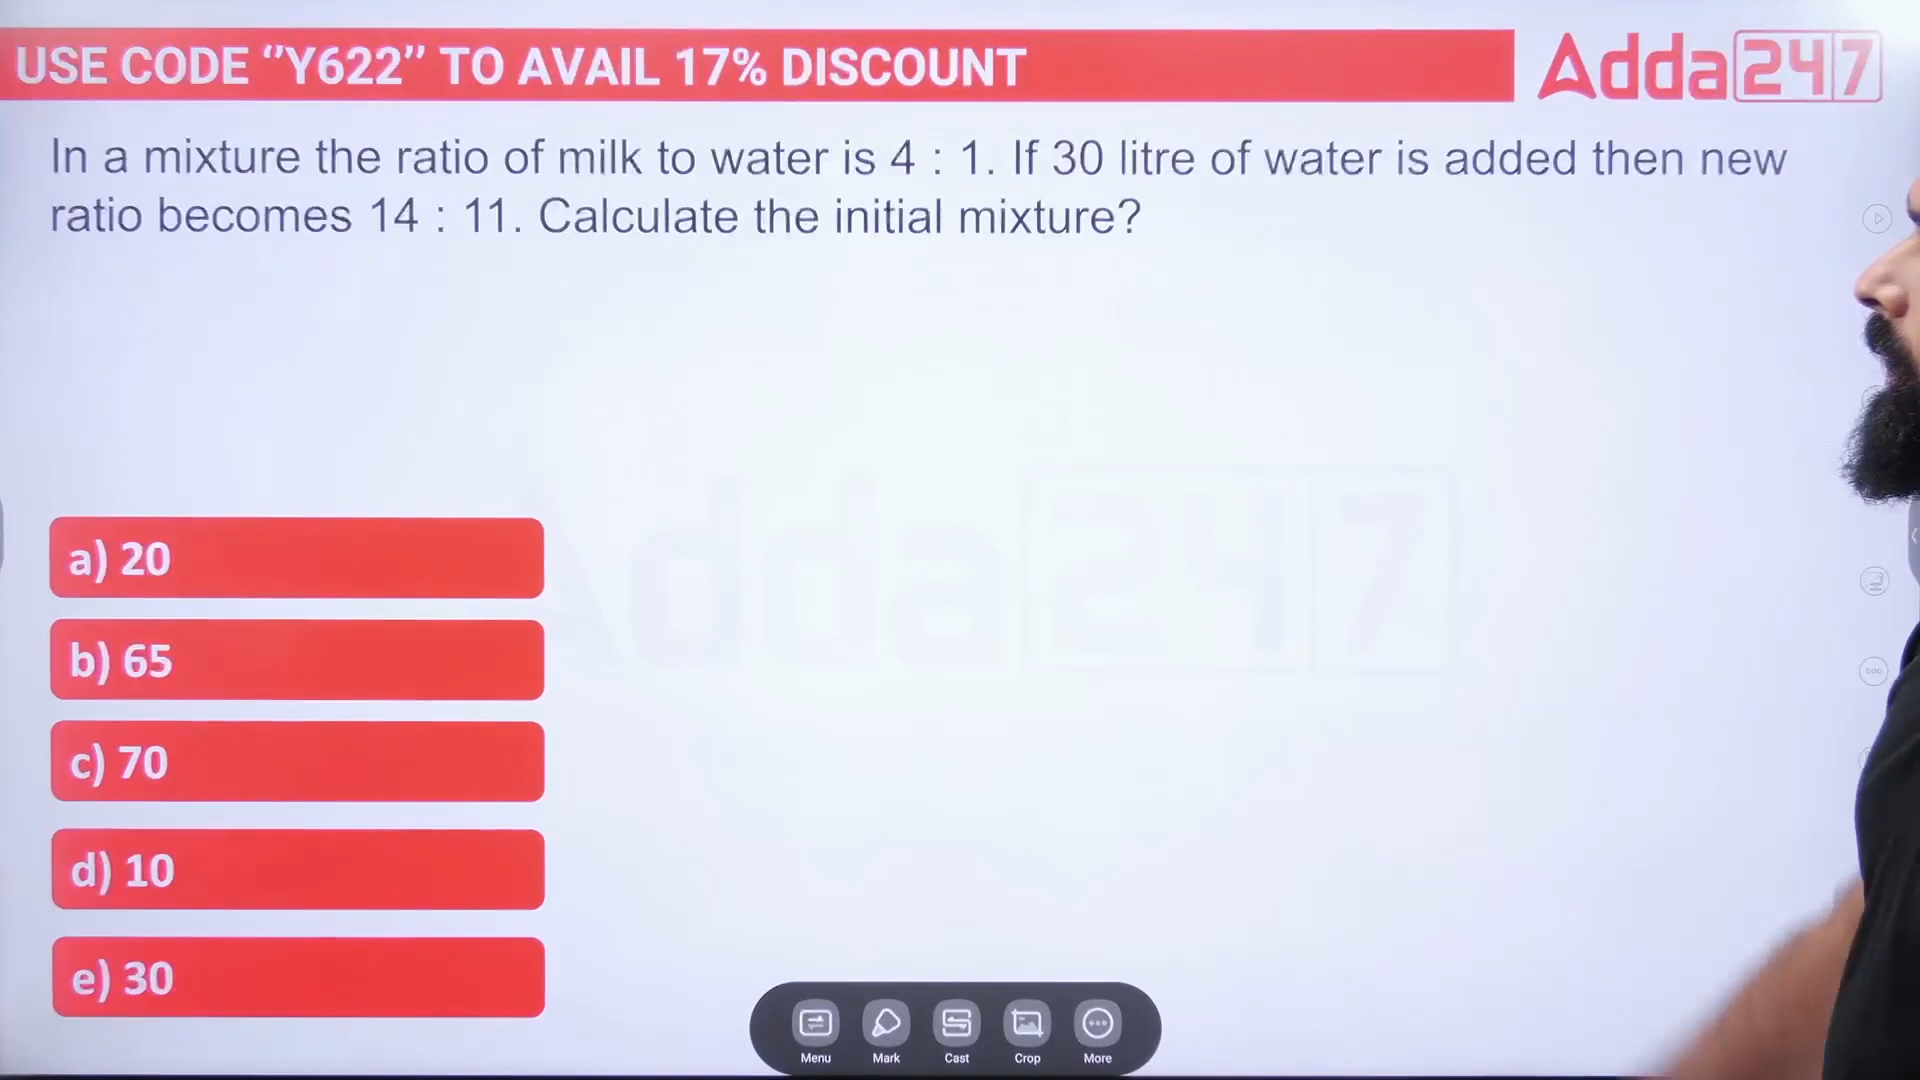 USE CODE “Y622” TO AVAIL 17% DISCOUNT
Adda247
In a mixture the ratio of milk to water is 4 : 1. If 30 litre of water is added then new
ratio becomes 14 : 11. Calculate the initial mixture?
Adda247
a) 20
b) 65
c) 70
d) 10
e) 30
Menu
Mark
Cast
Crop
More